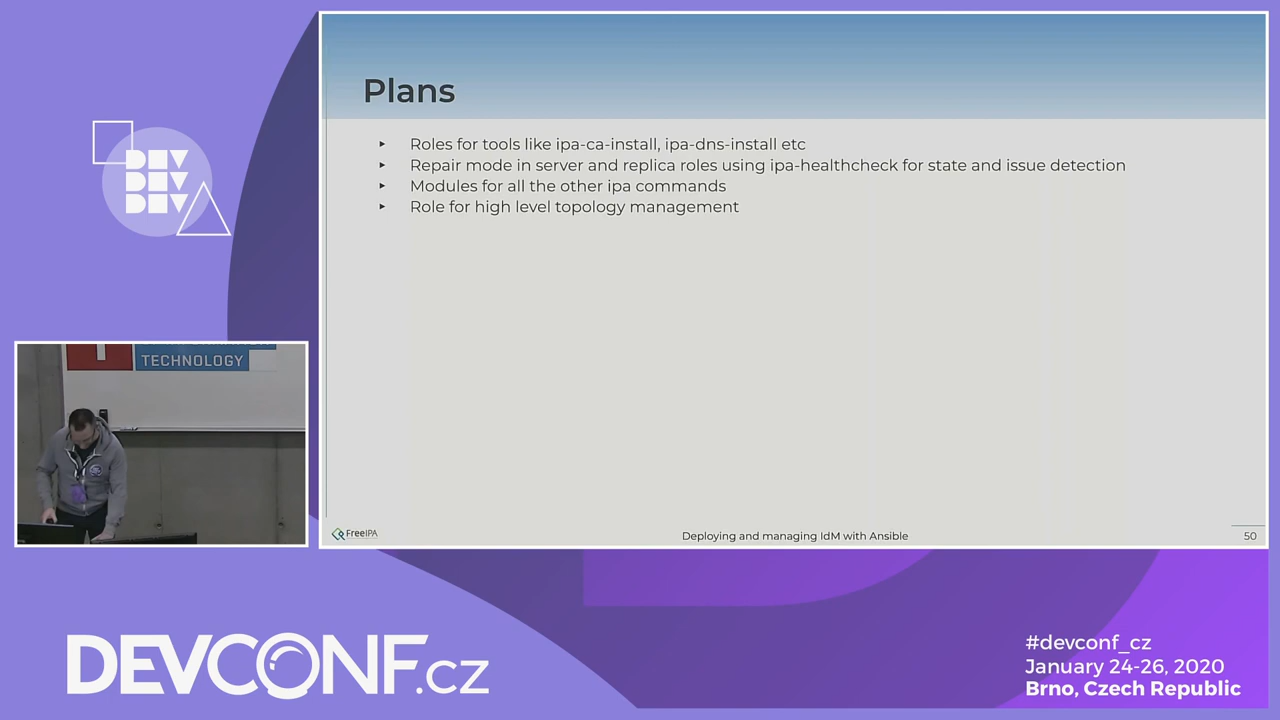 Plans
Roles for tools like ipa-ca-install, ipa-dns-install etc
Repair mode in server and replica roles using ipa-healthcheck for state and issue detection
Modules for all the other ipa commands
Role for high level topology management
FreeIPA
Deploying and managing IdM with Ansible
50
DEV
DEV
DEV
TECHNOLOGY
DEVCONF.cz
#devconf_cz
January 24-26, 2020
Brno, Czech Republic